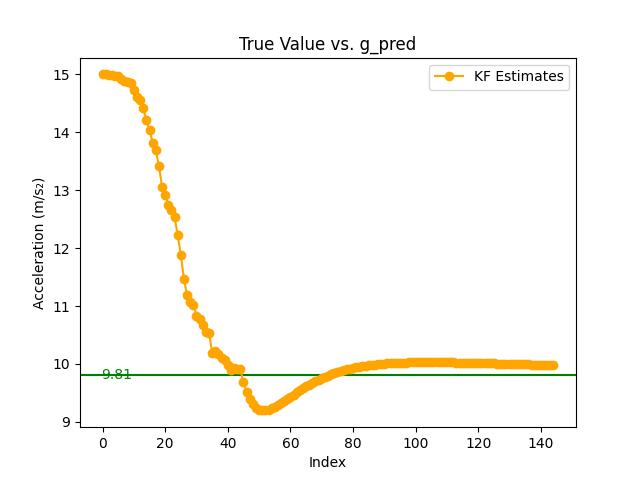 True Value vs. g_pred
KF Estimates
Acceleration (m/s₂)
15
14
13
12
11
10
9
9.81
0 20 40 60 80 100 120 140
Index